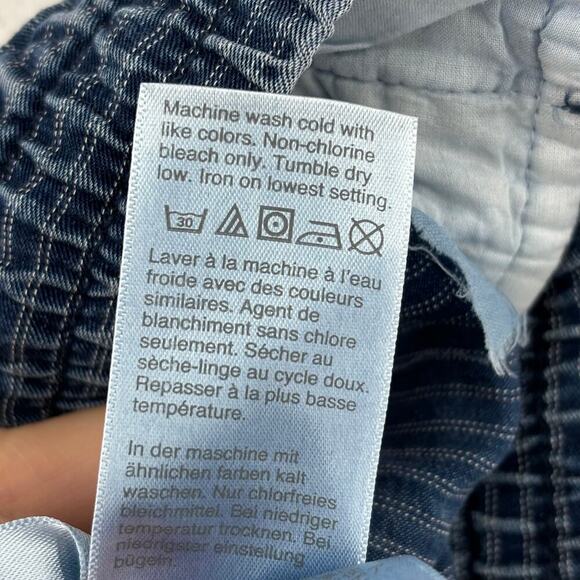 Machine wash cold with
like colors. Non-chlorine
bleach only. Tumble dry
low. Iron on lowest setting.
30
Laver à la machine à l'eau
froide avec des couleurs
similaires. Agent de
blanchiment sans chlore
seulement. Sécher au
sèche-linge au cycle doux.
Repasser à la plus basse
température.
In der maschine mit
ähnlichen farben kalt
waschen. Nur chlorfreies
bleichmittel. Bei niedriger
temperatur trocknen. Bei
niedrigster einstellung
bügeln.